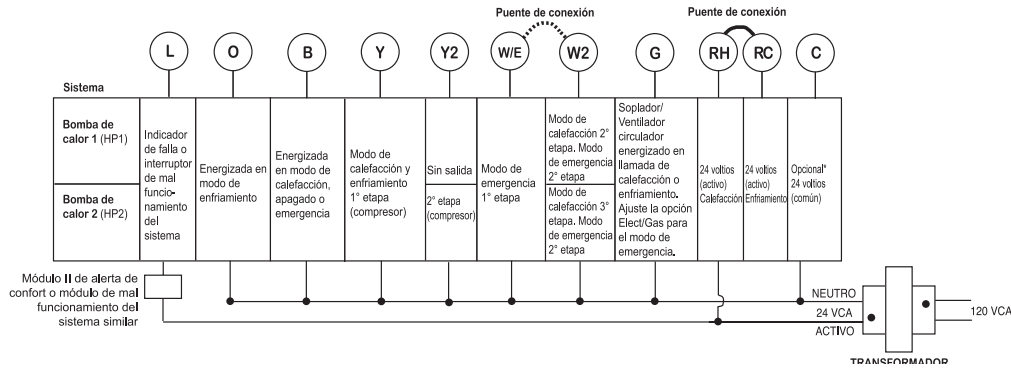 Puente de conexión
Puente de conexión
L
O
B
Y
Y2
W/E
W2
G
RH
RC
C
Sistema
Bomba de
calor 1 (HP1)
Bomba de
calor 2 (HP2)
Indicador
de falla o
interruptor
de mal
funcio-
namiento
del
sistema
Energizada en
modo de
enfriamiento
Energizada
en modo de
calefacción,
apagado o
emergencia
Modo de
calefacción y
enfriamiento
1° etapa
(compresor)
Sin salida
2° etapa
(compresor)
Modo de
emergencia
1° etapa
Modo de
calefacción 2°
etapa. Modo
de emergencia
2° etapa
Modo de
calefacción 3°
etapa. Modo
de emergencia
2° etapa
Soplador/
Ventilador
circulador
energizado en
llamada de
calefacción o
enfriamiento.
Ajuste la opción
Elect/Gas para
el modo de
emergencia.
24 voltios
(activo)
Calefacción
24 voltios
(activo)
Enfriamiento
Opcional*
24 voltios
(común)
Módulo II de alerta de
confort o módulo de mal
funcionamiento del
sistema similar
NEUTRO
24 VCA
ACTIVO
120 VCA
TRANSFORMADOR